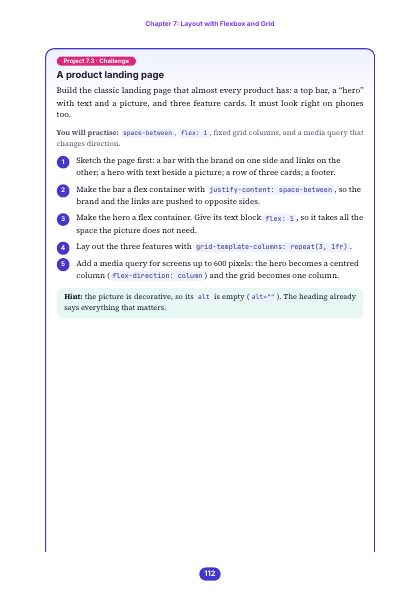 Chapter 7: Layout with Flexbox and Grid
Project 7.3 · Challenge
A product landing page
Build the classic landing page that almost every product has: a top bar, a “hero”
with text and a picture, and three feature cards. It must look right on phones
too.
You will practise: space-between, flex: 1, fixed grid columns, and a media query that
changes direction.
1 Sketch the page first: a bar with the brand on one side and links on the
other; a hero with text beside a picture; a row of three cards; a footer.
2 Make the bar a flex container with justify-content: space-between, so the
brand and the links are pushed to opposite sides.
3 Make the hero a flex container. Give its text block flex: 1, so it takes all the
space the picture does not need.
4 Lay out the three features with grid-template-columns: repeat(3, 1fr).
5 Add a media query for screens up to 600 pixels: the hero becomes a centred
column (flex-direction: column) and the grid becomes one column.
Hint: the picture is decorative, so its alt is empty (alt=""). The heading already
says everything that matters.
112